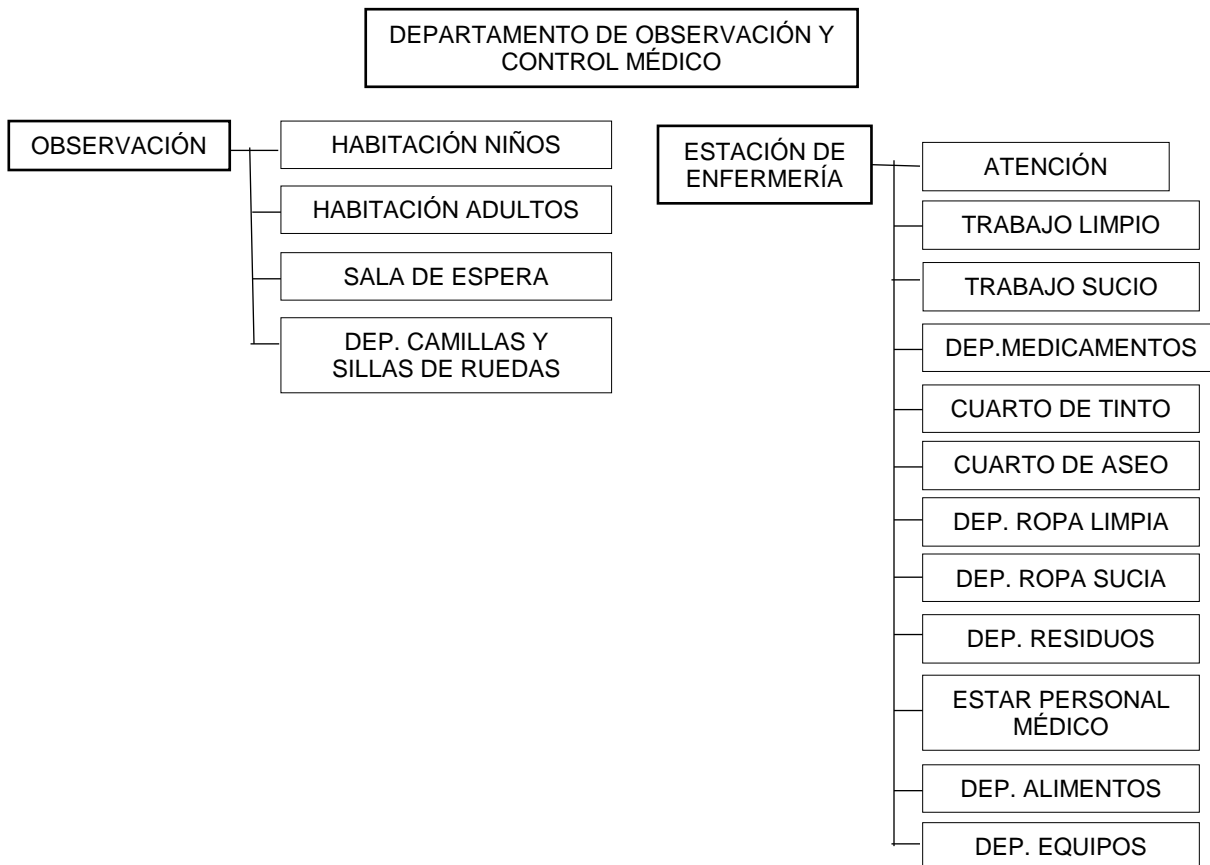 DEPARTAMENTO DE OBSERVACIÓN Y
CONTROL MÉDICO
OBSERVACIÓN
HABITACIÓN NIÑOS
HABITACIÓN ADULTOS
SALA DE ESPERA
DEP. CAMILLAS Y
SILLAS DE RUEDAS
ESTACIÓN DE
ENFERMERÍA
ATENCIÓN
TRABAJO LIMPIO
TRABAJO SUCIO
DEP.MEDICAMENTOS
CUARTO DE TINTO
CUARTO DE ASEO
DEP. ROPA LIMPIA
DEP. ROPA SUCIA
DEP. RESIDUOS
ESTAR PERSONAL
MÉDICO
DEP. ALIMENTOS
DEP. EQUIPOS